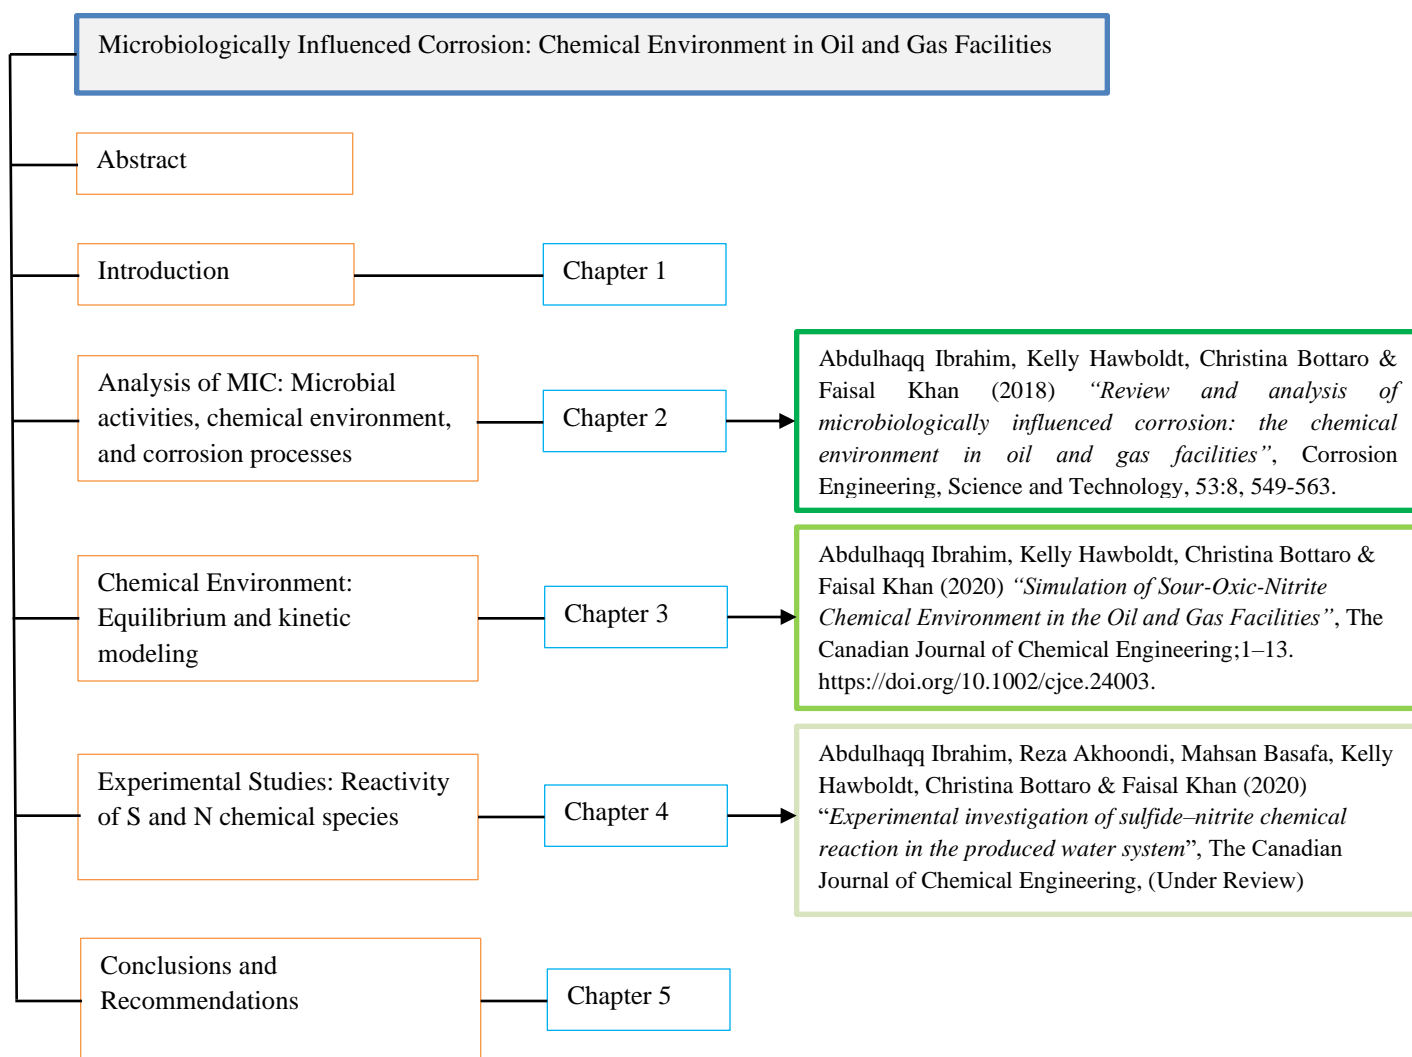 Microbiologically Influenced Corrosion: Chemical Environment in Oil and Gas Facilities
Abstract
Introduction
Chapter 1
Analysis of MIC: Microbial
activities, chemical environment,
and corrosion processes
Chapter 2
Abdulhaqq Ibrahim, Kelly Hawboldt, Christina Bottaro &
Faisal Khan (2018) “Review and analysis of
microbiologically influenced corrosion: the chemical
environment in oil and gas facilities”, Corrosion
Engineering, Science and Technology, 53:8, 549-563.
Chemical Environment:
Equilibrium and kinetic
modeling
Chapter 3
Abdulhaqq Ibrahim, Kelly Hawboldt, Christina Bottaro &
Faisal Khan (2020) “Simulation of Sour-Oxic-Nitrite
Chemical Environment in the Oil and Gas Facilities”, The
Canadian Journal of Chemical Engineering;1–13.
https://doi.org/10.1002/cjce.24003.
Experimental Studies: Reactivity
of S and N chemical species
Chapter 4
Abdulhaqq Ibrahim, Reza Akhoondi, Mahsan Basafa, Kelly
Hawboldt, Christina Bottaro & Faisal Khan (2020)
“Experimental investigation of sulfide–nitrite chemical
reaction in the produced water system”, The Canadian
Journal of Chemical Engineering, (Under Review)
Conclusions and
Recommendations
Chapter 5